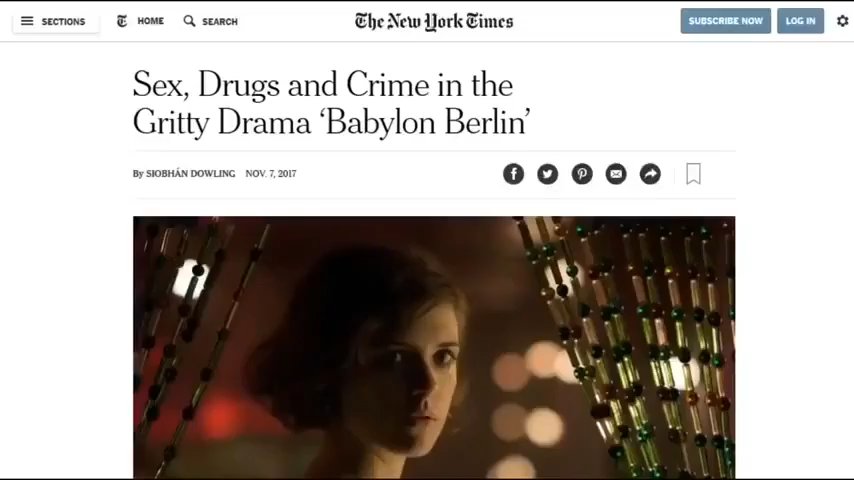 SECTIONS HOME SEARCH The New York Times SUBSCRIBE NOW LOG IN
Sex, Drugs and Crime in the
Gritty Drama ‘Babylon Berlin’
By SIOBHÁN DOWLING NOV. 7, 2017